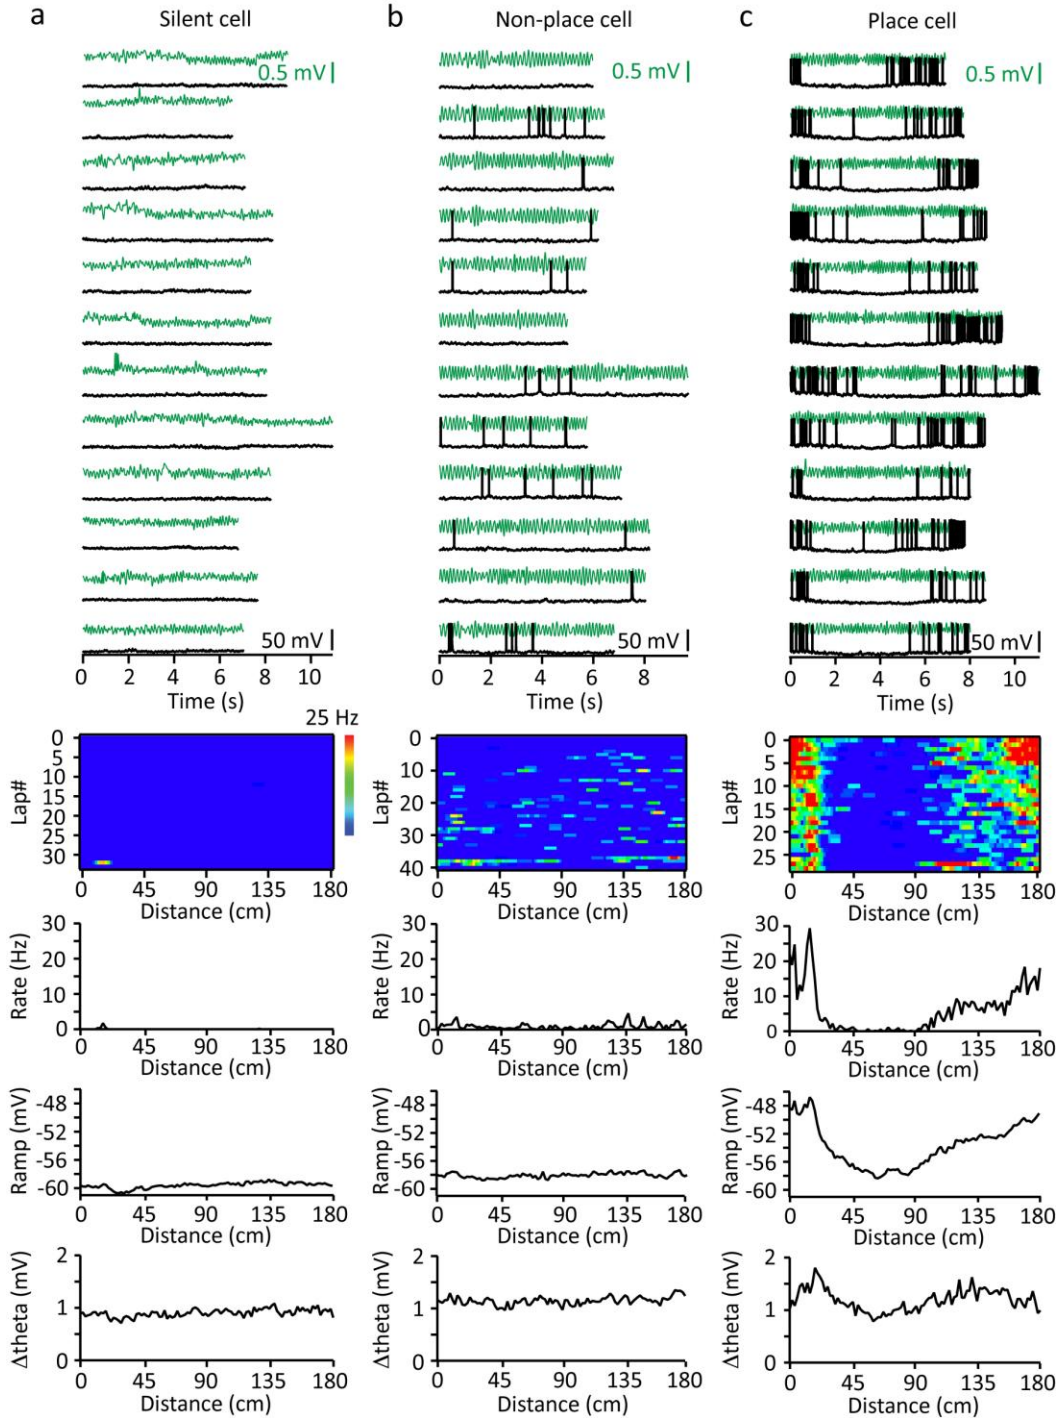 a Silent cell
b Non-place cell
c Place cell
0.5 mV
0.5 mV
0.5 mV
50 mV
50 mV
50 mV
0 2 4 6 8 10
Time (s)
0 2 4 6 8
Time (s)
0 2 4 6 8 10
Time (s)
25 Hz
Lap#
0
5
10
15
20
25
30
0 45 90 135 180
Distance (cm)
Lap#
0
10
20
30
40
0 45 90 135 180
Distance (cm)
Lap#
0
5
10
15
20
25
0 45 90 135 180
Distance (cm)
Rate (Hz)
30
20
10
0
0 45 90 135 180
Distance (cm)
Rate (Hz)
30
20
10
0
0 45 90 135 180
Distance (cm)
Rate (Hz)
30
20
10
0
0 45 90 135 180
Distance (cm)
Ramp (mV)
-48
-52
-56
-60
0 45 90 135 180
Distance (cm)
Ramp (mV)
-48
-52
-56
-60
0 45 90 135 180
Distance (cm)
Ramp (mV)
-48
-52
-56
-60
0 45 90 135 180
Distance (cm)
Δtheta (mV)
2
1
0
0 45 90 135 180
Distance (cm)
Δtheta (mV)
2
1
0
0 45 90 135 180
Distance (cm)
Δtheta (mV)
2
1
0
0 45 90 135 180
Distance (cm)